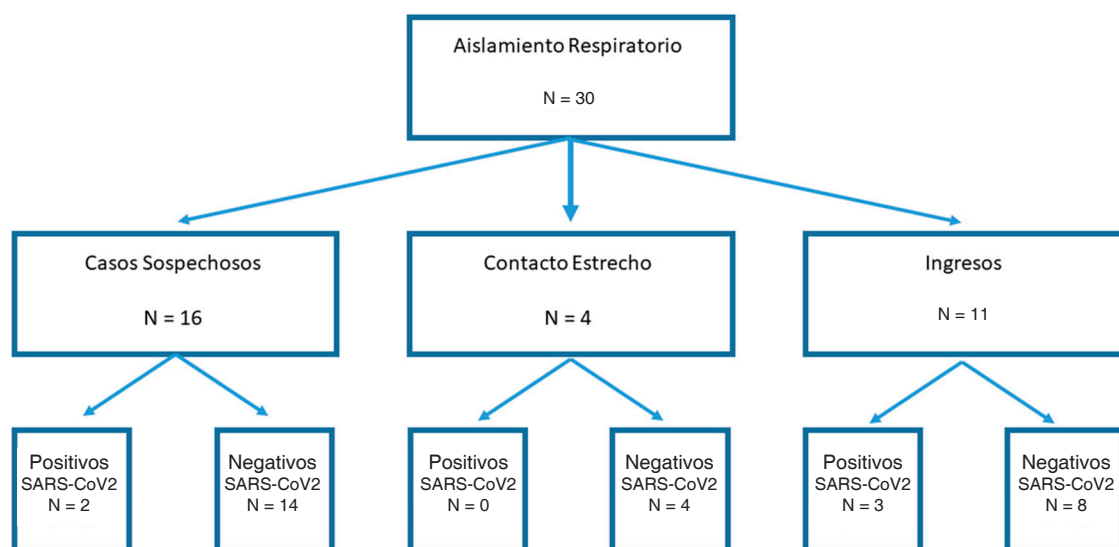 Aislamiento Respiratorio
N = 30
Casos Sospechosos
N = 16
Contacto Estrecho
N = 4
Ingresos
N = 11
Positivos
SARS-CoV2
N = 2
Negativos
SARS-CoV2
N = 14
Positivos
SARS-CoV2
N = 0
Negativos
SARS-CoV2
N = 4
Positivos
SARS-CoV2
N = 3
Negativos
SARS-CoV2
N = 8